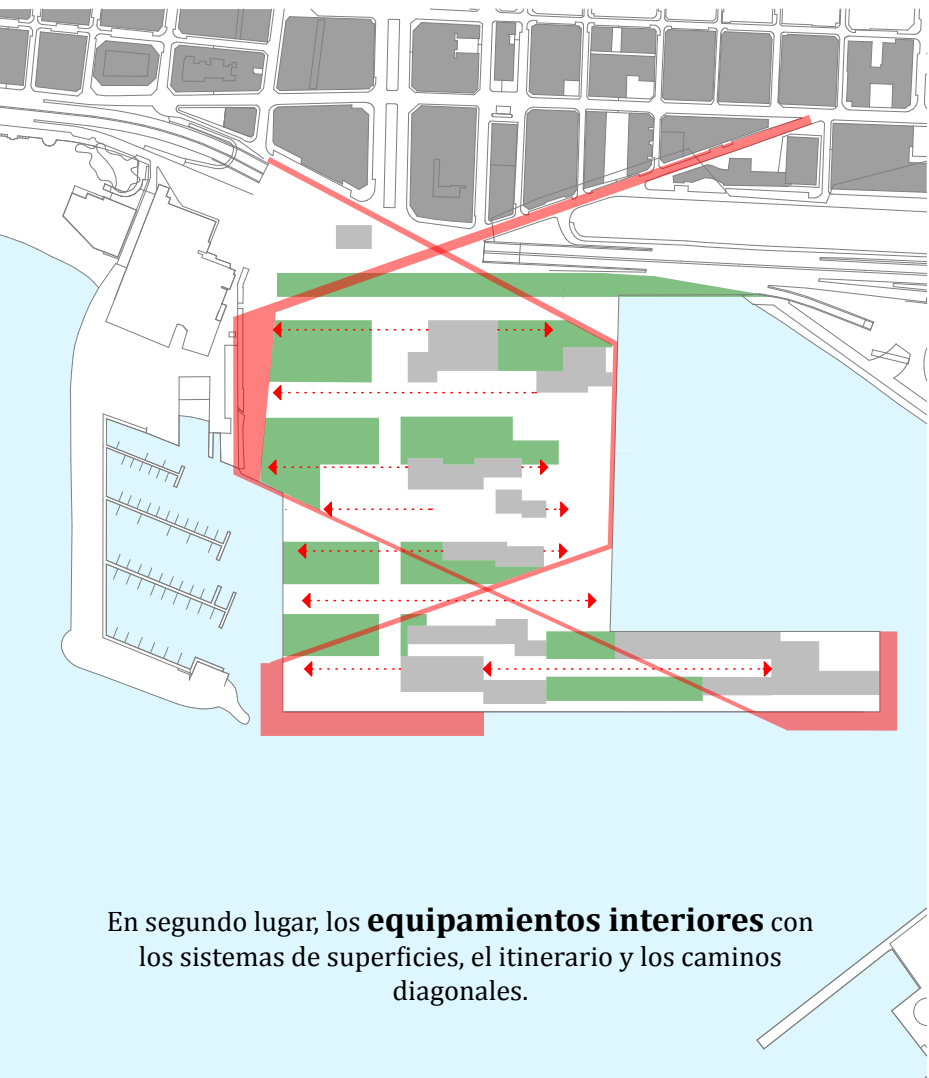 En segundo lugar, los equipamientos interiores con
los sistemas de superficies, el itinerario y los caminos
diagonales.